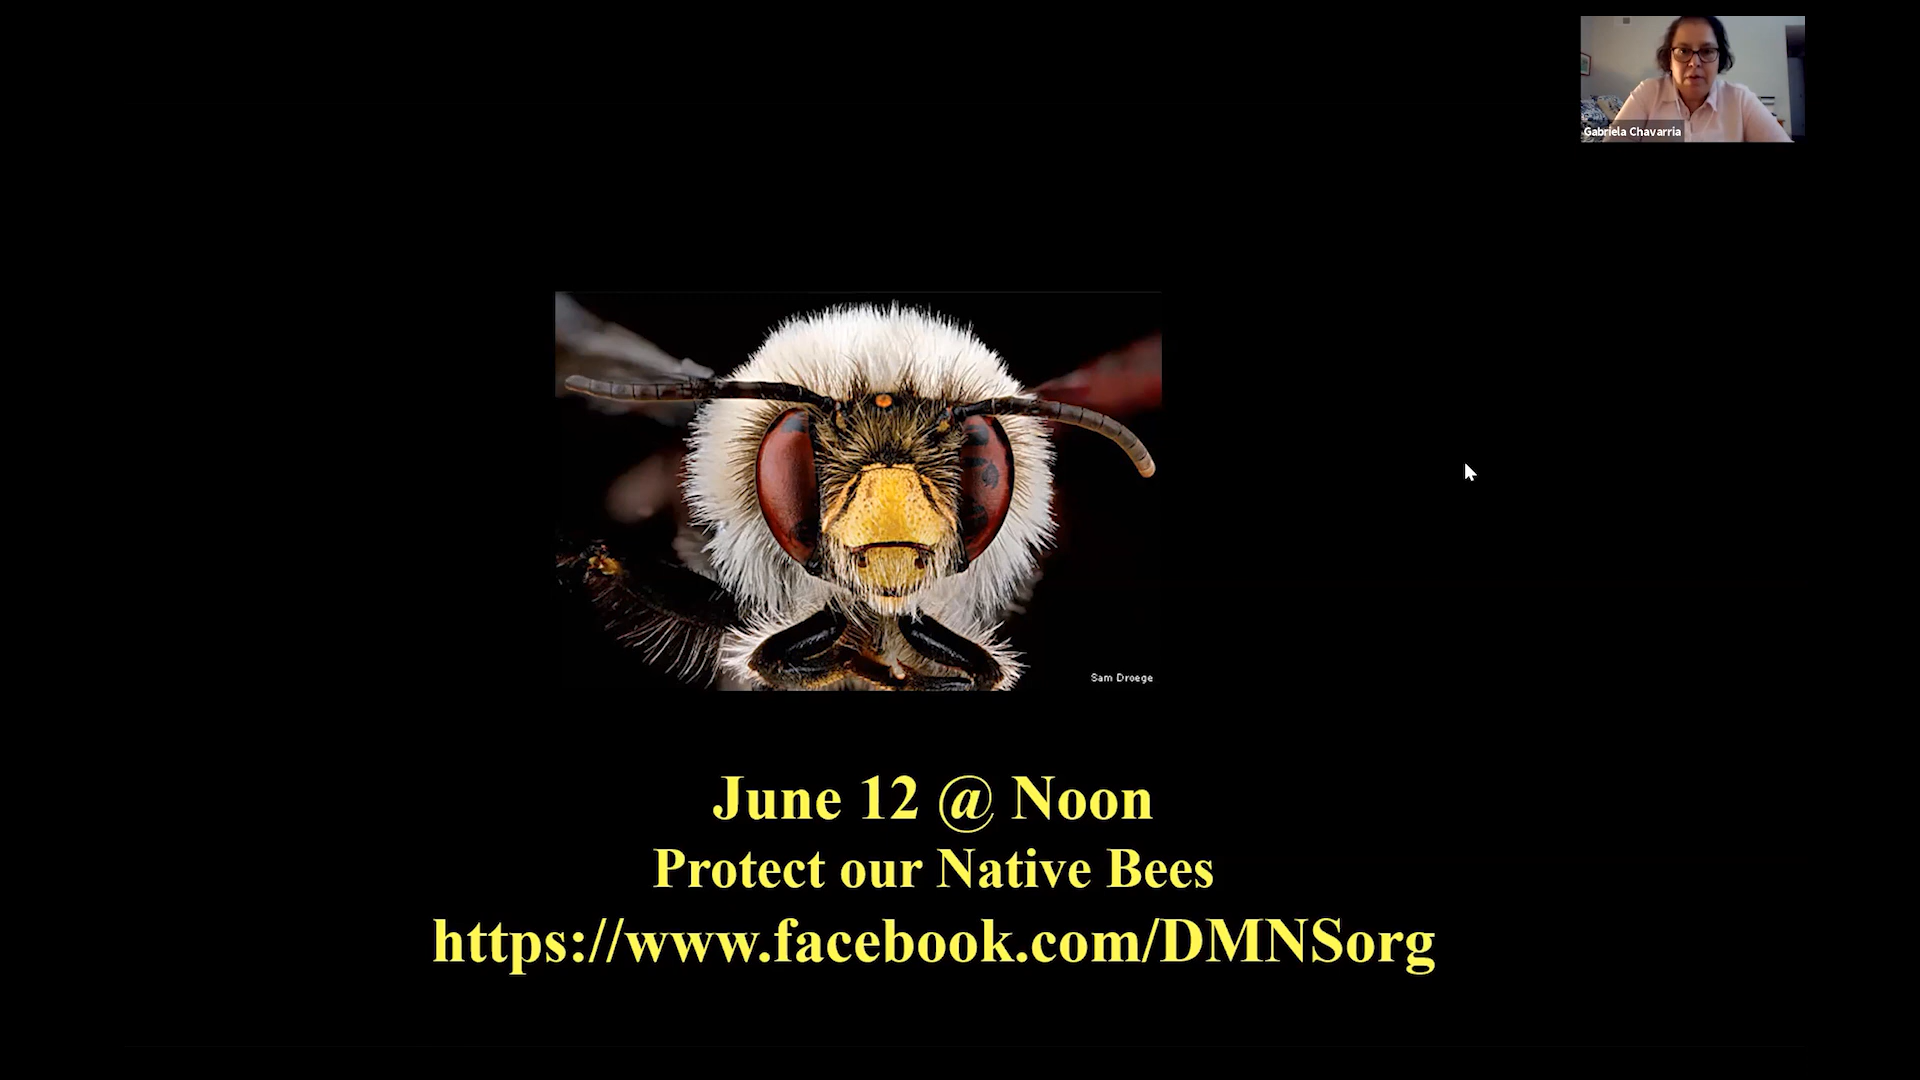 Gabriela Chavarria
Sam Droege
June 12 @ Noon
Protect our Native Bees
https://www.facebook.com/DMNSorg